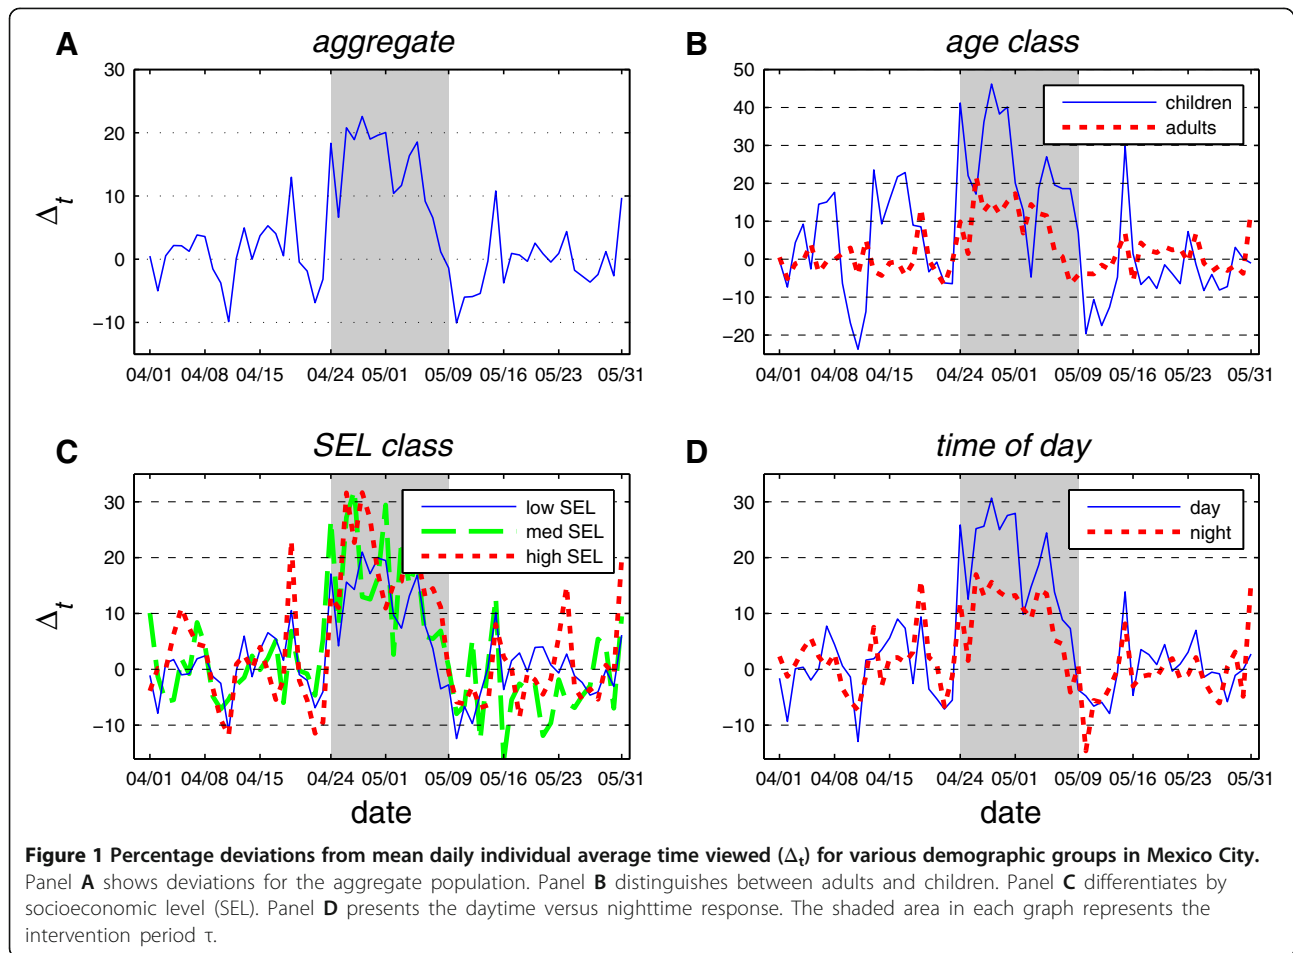 A
aggregate
30
20
10
0
−10
Δt
04/01 04/08 04/15 04/24 05/01 05/09 05/16 05/23 05/31
B
age class
50
40
30
20
10
0
−10
−20
children
adults
04/01 04/08 04/15 04/24 05/01 05/09 05/16 05/23 05/31
C
SEL class
30
20
10
0
−10
Δt
low SEL
med SEL
high SEL
04/01 04/08 04/15 04/24 05/01 05/09 05/16 05/23 05/31
date
D
time of day
30
20
10
0
−10
day
night
04/01 04/08 04/15 04/24 05/01 05/09 05/16 05/23 05/31
date
Figure 1 Percentage deviations from mean daily individual average time viewed (Δt) for various demographic groups in Mexico City.
Panel A shows deviations for the aggregate population. Panel B distinguishes between adults and children. Panel C differentiates by
socioeconomic level (SEL). Panel D presents the daytime versus nighttime response. The shaded area in each graph represents the
intervention period τ.